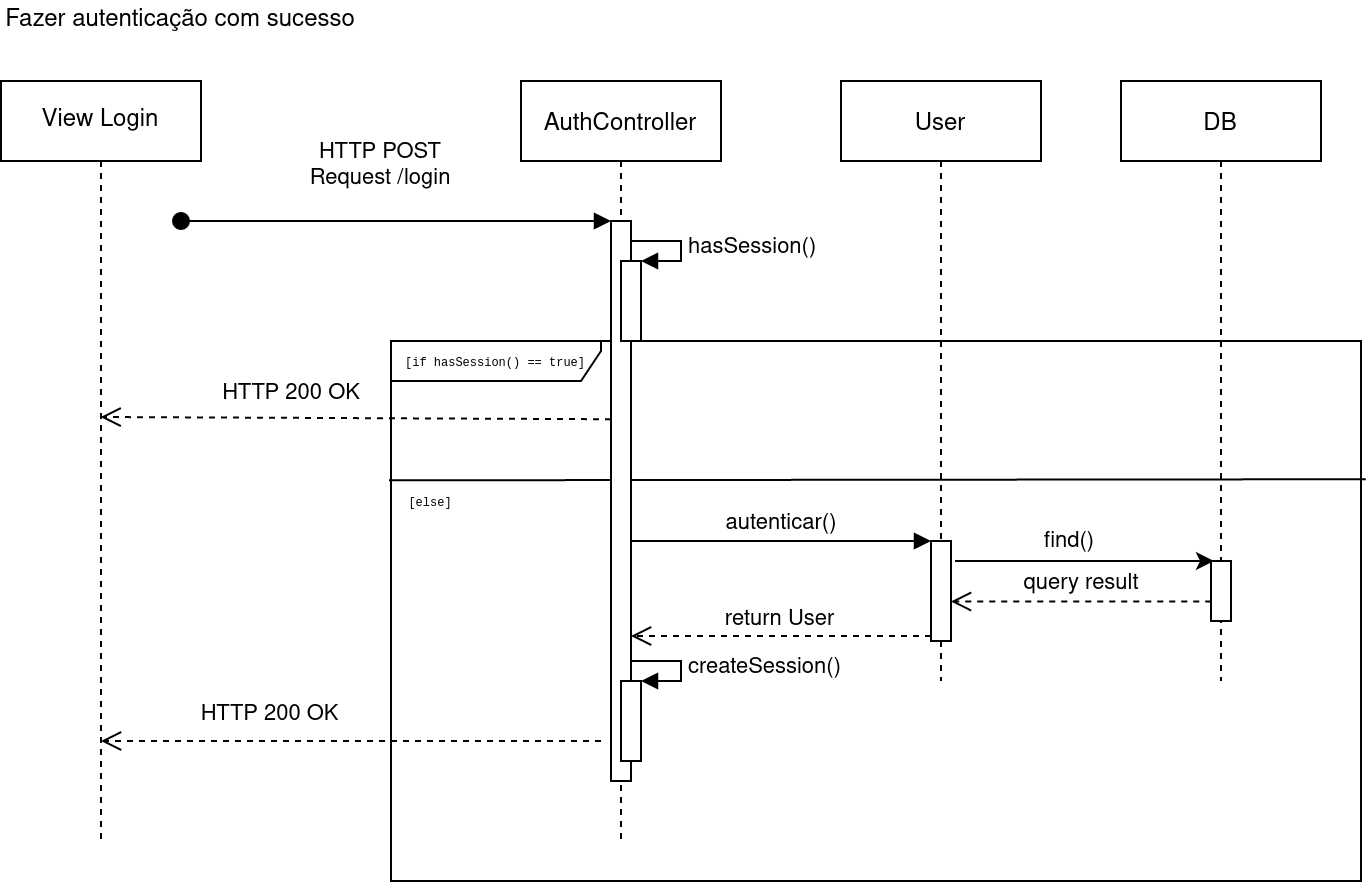 Fazer autenticação com sucesso
View Login
AuthController
User
DB
HTTP POST
Request /login
hasSession()
[if hasSession() == true]
HTTP 200 OK
[else]
autenticar()
find()
query result
return User
createSession()
HTTP 200 OK